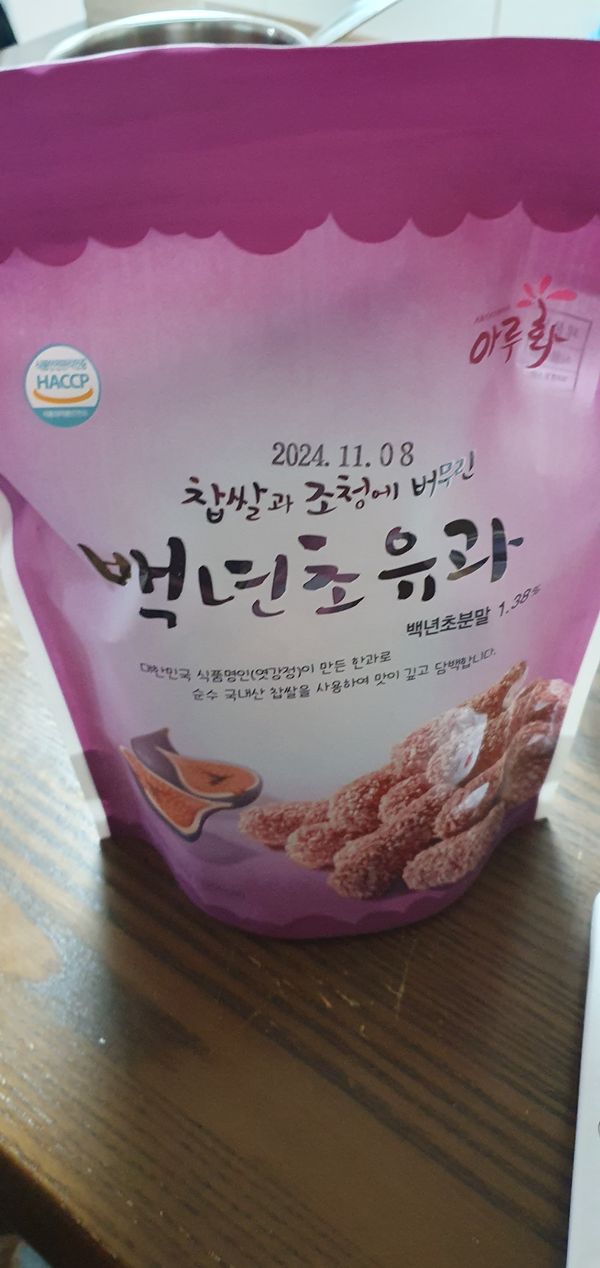 아루화
HACCP
2024. 11. 08
찹쌀과 조청에 버무린
백년초유과
백년초분말 1.38%
대한민국 식품명인(엿강정)이 만든 한과로
순수 국내산 찹쌀을 사용하여 맛이 깊고 담백합니다.